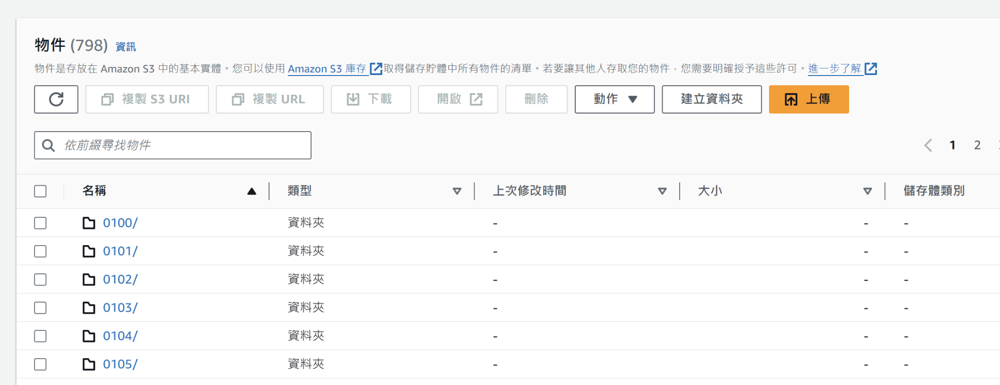 物件 (798) 資訊
物件是存放在 Amazon S3 中的基本實體。您可以使用 Amazon S3 庫存 取得儲存貯體中所有物件的清單。若要讓其他人存取您的物件，您需要明確授予這些許可。進一步了解
複製 S3 URI 複製 URL 下載 開啟 刪除 動作 建立資料夾 上傳
依前綴尋找物件 1 2
名稱 類型 上次修改時間 大小 儲存體類別
0100/ 資料夾 - - -
0101/ 資料夾 - - -
0102/ 資料夾 - - -
0103/ 資料夾 - - -
0104/ 資料夾 - - -
0105/ 資料夾 - - -